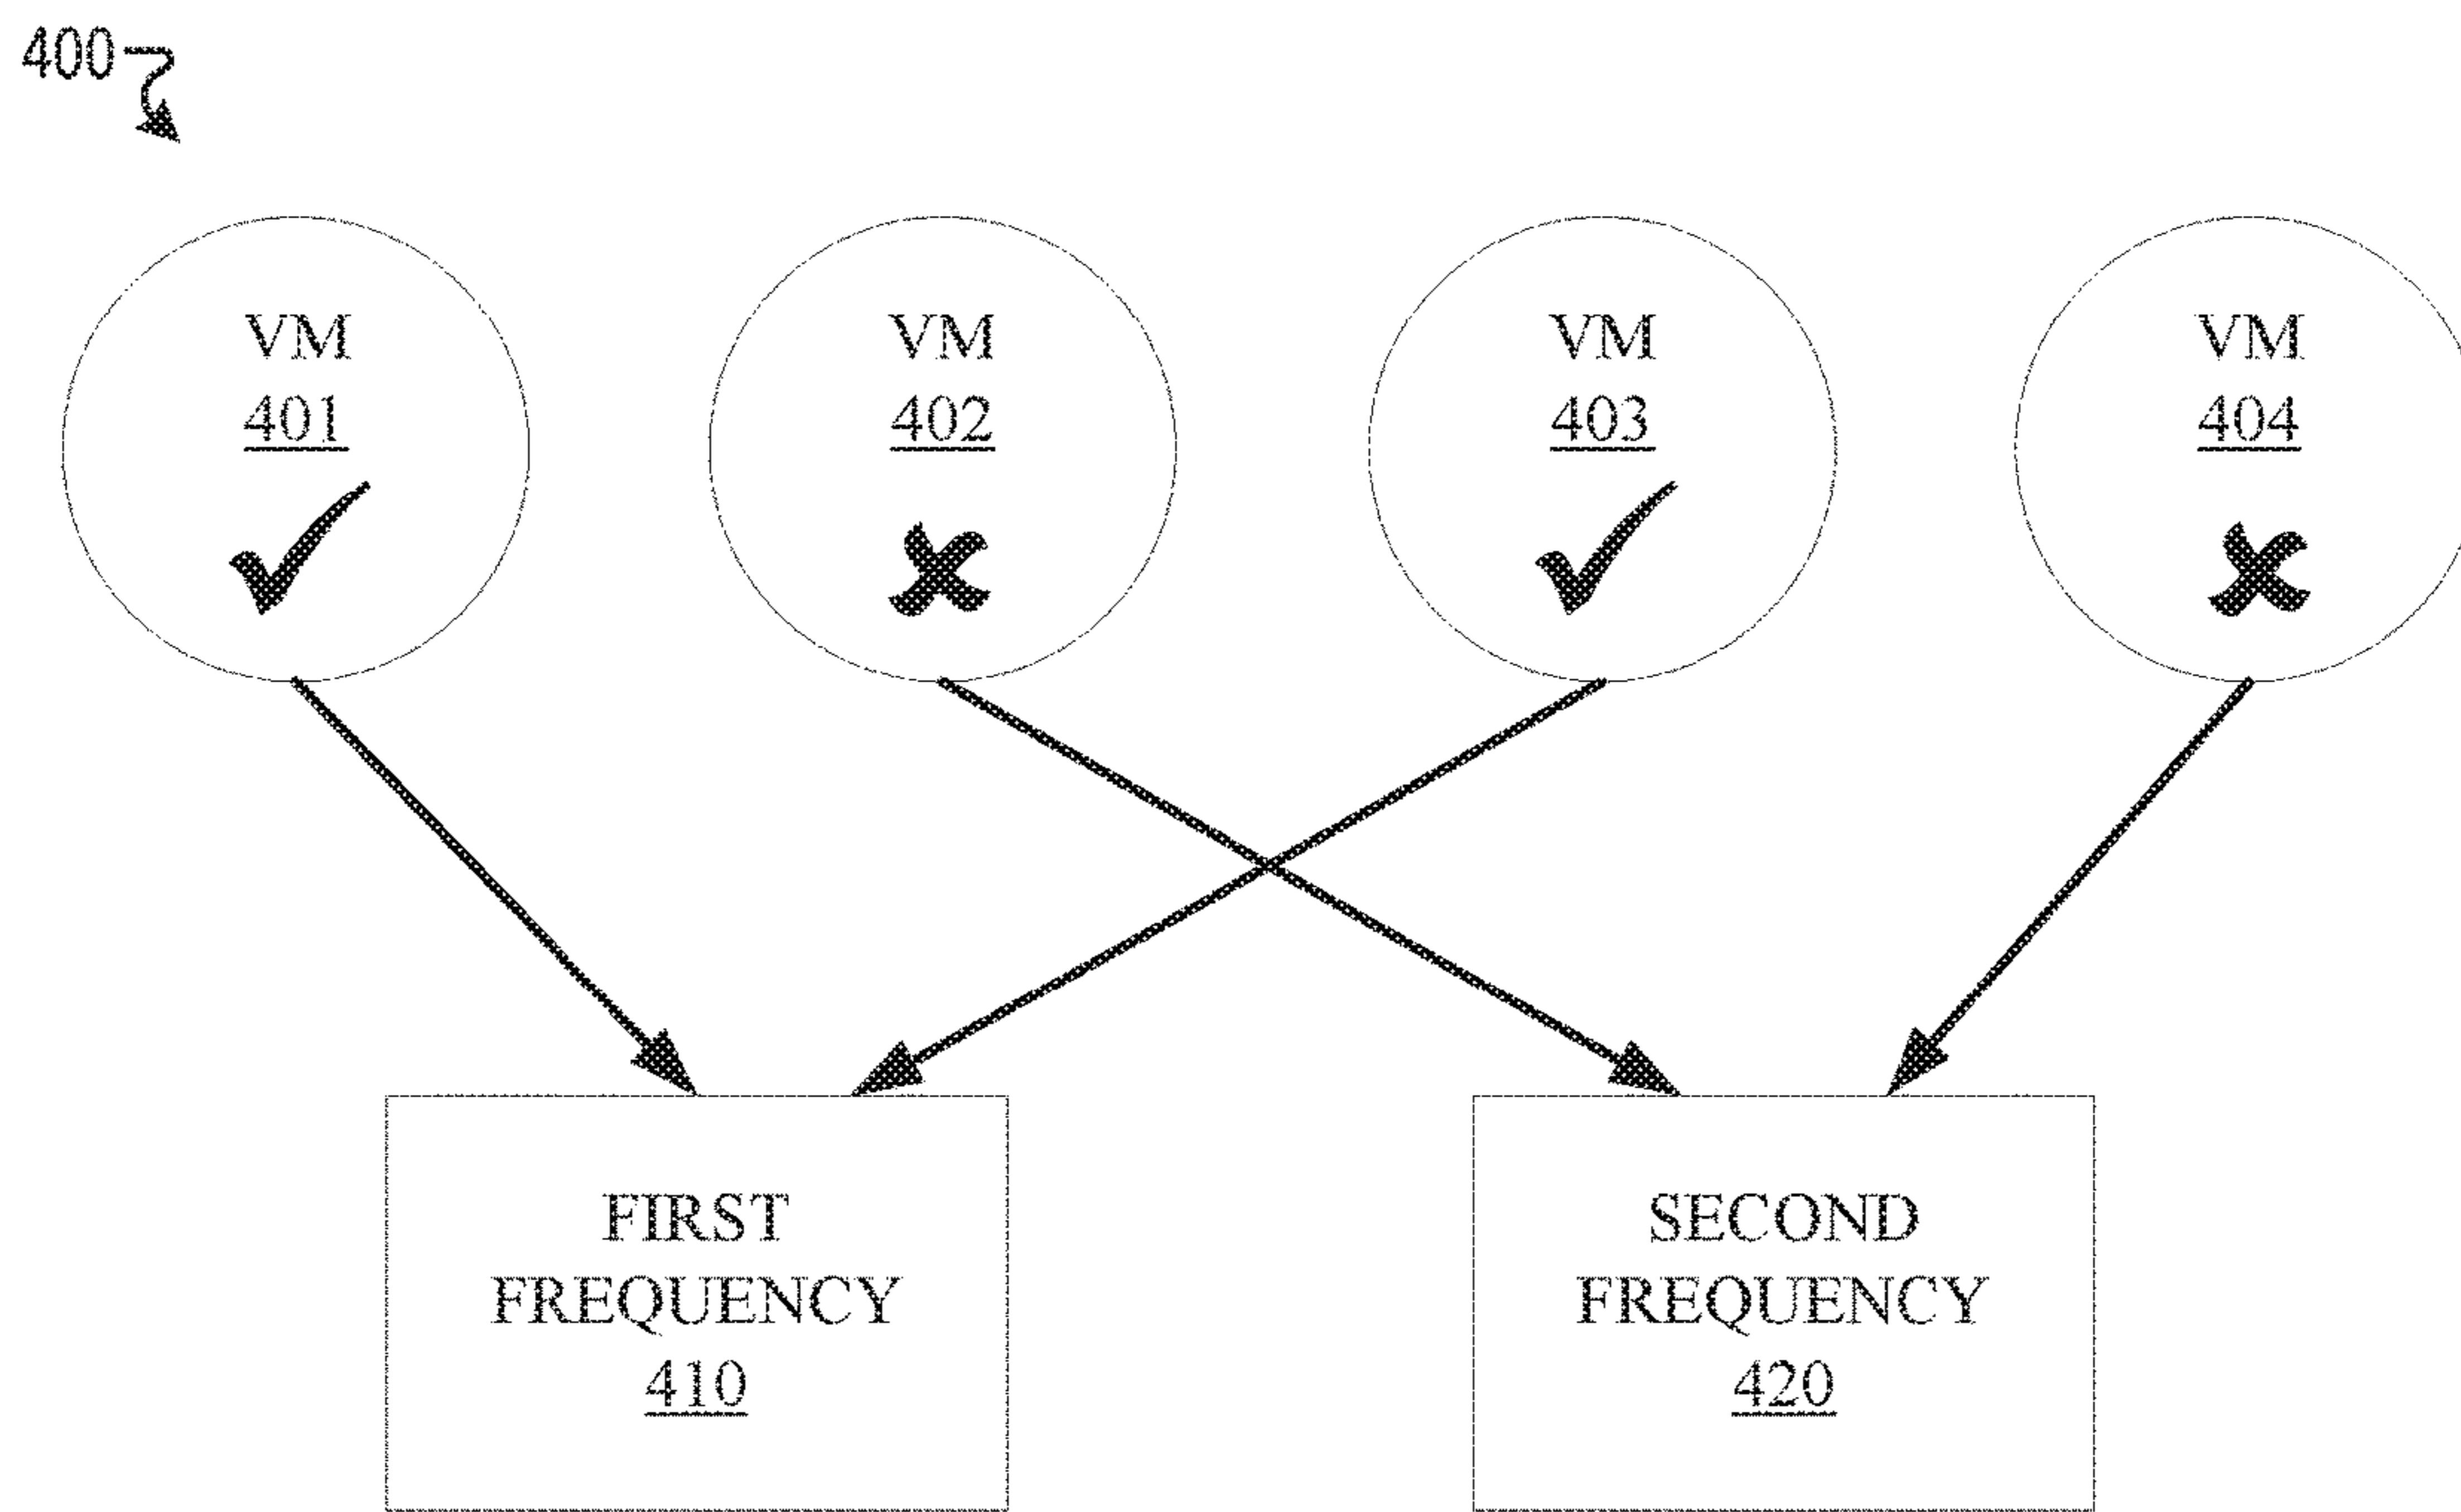 400
VM
401
VM
402
VM
403
VM
404
FIRST
FREQUENCY
410
SECOND
FREQUENCY
420